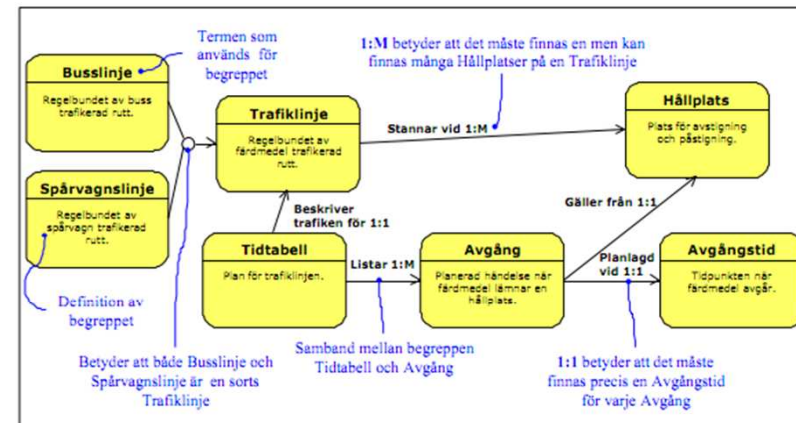 Termen som
används för
begreppet
1:M betyder att det måste finnas en men kan
finnas många Hållplatser på en Trafiklinje
Busslinje
Regelbundet av buss
trafikerad rutt.
Trafiklinje
Regelbundet av
färdmedel trafikerad
rutt.
Stannar vid 1:M
Hållplats
Plats för avstigning
och påstigning.
Spårvagnslinje
Regelbundet av
spårvagn trafikerad
rutt.
Beskriver
trafiken för 1:1
Gäller från 1:1
Tidtabell
Plan för trafiklinjen.
Listar 1:M
Avgång
Planerad händelse när
färdmedel lämnar en
hållplats.
Planlagd
vid 1:1
Avgångstid
Tidpunkten när
färdmedel avgår.
Definition av
begreppet
Betyder att både Busslinje och
Spårvagnslinje är en sorts
Trafiklinje
Samband mellan begreppen
Tidtabell och Avgång
1:1 betyder att det måste
finnas precis en Avgångstid
för varje Avgång